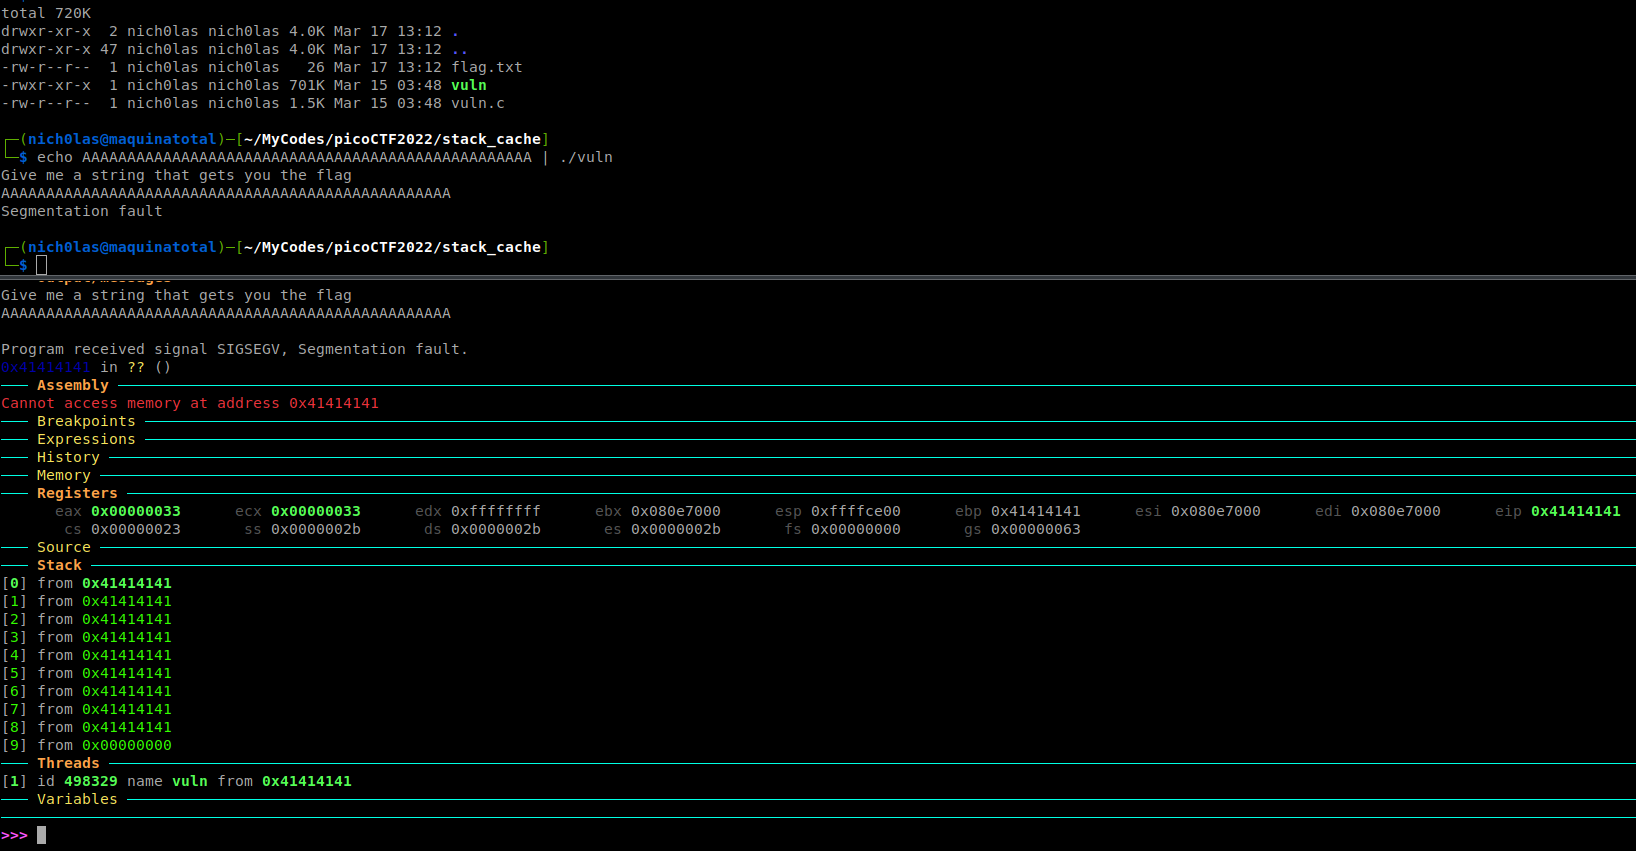 total 720K
drwxr-xr-x  2 nich0las nich0las 4.0K Mar 17 13:12 .
drwxr-xr-x 47 nich0las nich0las 4.0K Mar 17 13:12 ..
-rw-r--r--  1 nich0las nich0las   26 Mar 17 13:12 flag.txt
-rwxr-xr-x  1 nich0las nich0las 701K Mar 15 03:48 vuln
-rw-r--r--  1 nich0las nich0las 1.5K Mar 15 03:48 vuln.c
┌─(nich0las@maquinatotal)-[~/MyCodes/picoCTF2022/stack_cache]
└─$ echo AAAAAAAAAAAAAAAAAAAAAAAAAAAAAAAAAAAAAAAAAAAAAAAAAA | ./vuln
Give me a string that gets you the flag
AAAAAAAAAAAAAAAAAAAAAAAAAAAAAAAAAAAAAAAAAAAAAAAAAA
Segmentation fault
┌─(nich0las@maquinatotal)-[~/MyCodes/picoCTF2022/stack_cache]
└─$
Output/messages
Give me a string that gets you the flag
AAAAAAAAAAAAAAAAAAAAAAAAAAAAAAAAAAAAAAAAAAAAAAAAAA
Program received signal SIGSEGV, Segmentation fault.
0x41414141 in ?? ()
─── Assembly
Cannot access memory at address 0x41414141
─── Breakpoints
─── Expressions
─── History
─── Memory
─── Registers
eax 0x00000033 ecx 0x00000033 edx 0xffffffff ebx 0x080e7000 esp 0xffffce00 ebp 0x41414141 esi 0x080e7000 edi 0x080e7000 eip 0x41414141
cs 0x00000023 ss 0x0000002b ds 0x0000002b es 0x0000002b fs 0x00000000 gs 0x00000063
─── Source
─── Stack
[0] from 0x41414141
[1] from 0x41414141
[2] from 0x41414141
[3] from 0x41414141
[4] from 0x41414141
[5] from 0x41414141
[6] from 0x41414141
[7] from 0x41414141
[8] from 0x41414141
[9] from 0x00000000
─── Threads
[1] id 498329 name vuln from 0x41414141
─── Variables
>>>